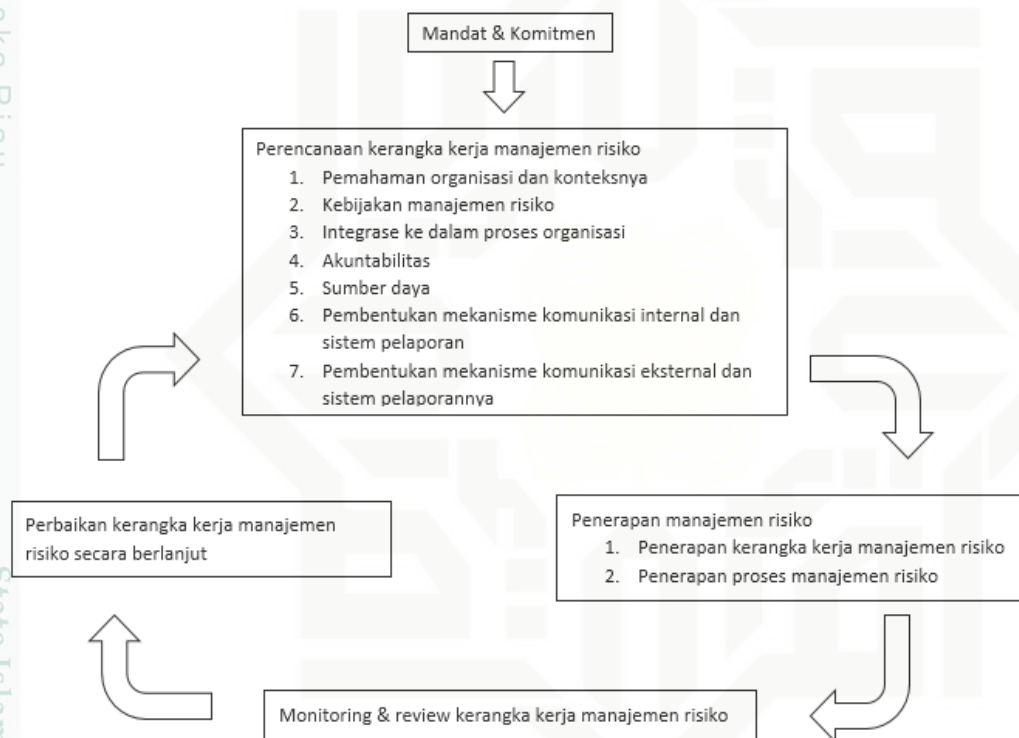 Mandat & Komitmen
Perencanaan kerangka kerja manajemen risiko
1. Pemahaman organisasi dan konteksnya
2. Kebijakan manajemen risiko
3. Integrase ke dalam proses organisasi
4. Akuntabilitas
5. Sumber daya
6. Pembentukan mekanisme komunikasi internal dan
sistem pelaporan
7. Pembentukan mekanisme komunikasi eksternal dan
sistem pelaporannya
Perbaikan kerangka kerja manajemen
risiko secara berlanjut
Penerapan manajemen risiko
1. Penerapan kerangka kerja manajemen risiko
2. Penerapan proses manajemen risiko
Monitoring & review kerangka kerja manajemen risiko